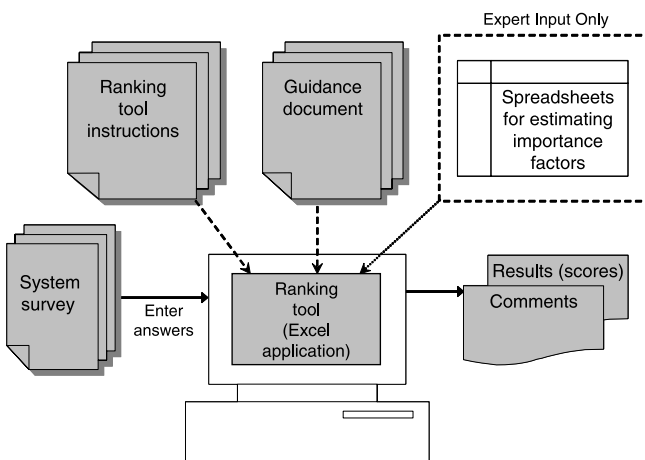 Expert Input Only
Ranking
tool
instructions
Guidance
document
Spreadsheets
for estimating
importance
factors
System
survey
Enter
answers
Ranking
tool
(Excel
application)
Results (scores)
Comments